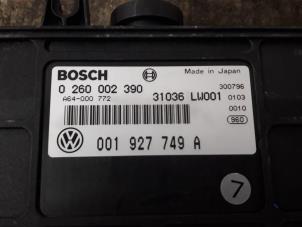 BOSCH
Made in Japan
0 260 002 390
300796
A64-000 772
31036 LW001
0103
0010
960
001 927 749 A
7